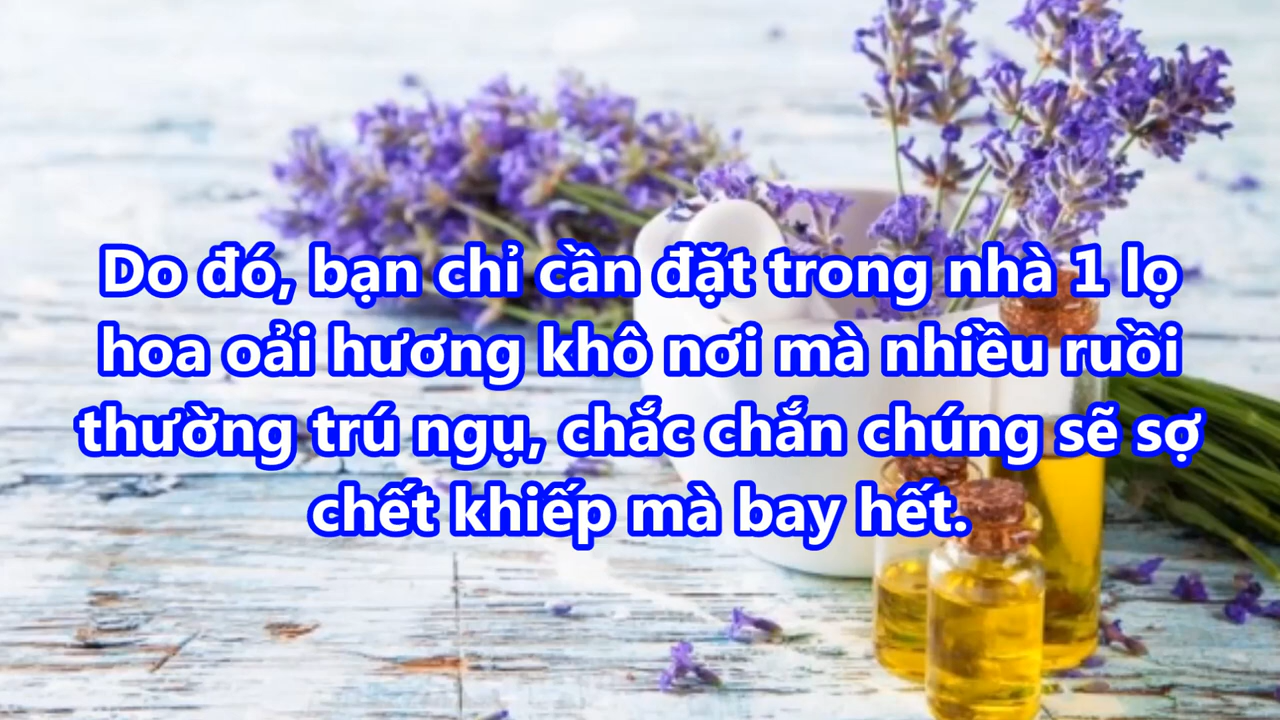 Do đó, bạn chỉ cần đặt trong nhà 1 lọ
hoa oải hương khô nơi mà nhiều ruồi
thường trú ngụ, chắc chắn chúng sẽ sợ
chết khiếp mà bay hết.